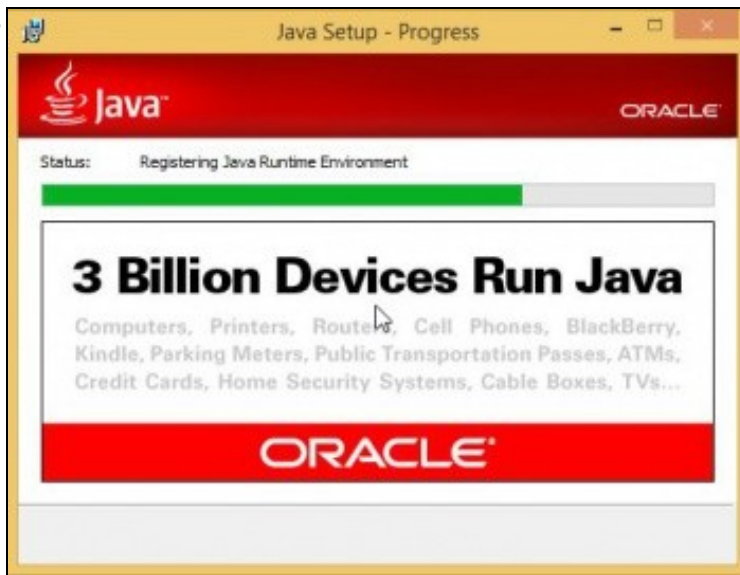 Java Setup - Progress
Java™
ORACLE
Status: Registering Java Runtime Environment
3 Billion Devices Run Java
Computers, Printers, Routers, Cell Phones, BlackBerry,
Kindle, Parking Meters, Public Transportation Passes, ATMs,
Credit Cards, Home Security Systems, Cable Boxes, TVs...
ORACLE®